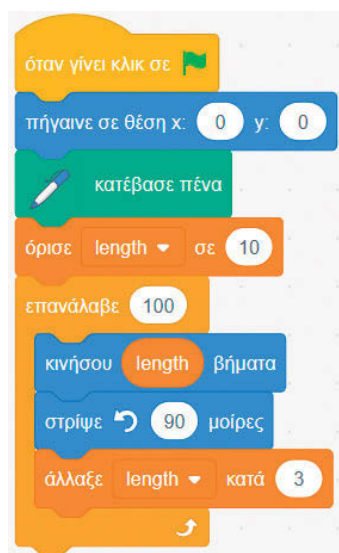 όταν γίνει κλικ σε
πήγαινε σε θέση x: 0 y: 0
κατέβασε πένα
όρισε length σε 10
επανάλαβε 100
κινήσου length βήματα
στρίψε 90 μοίρες
άλλαξε length κατά 3